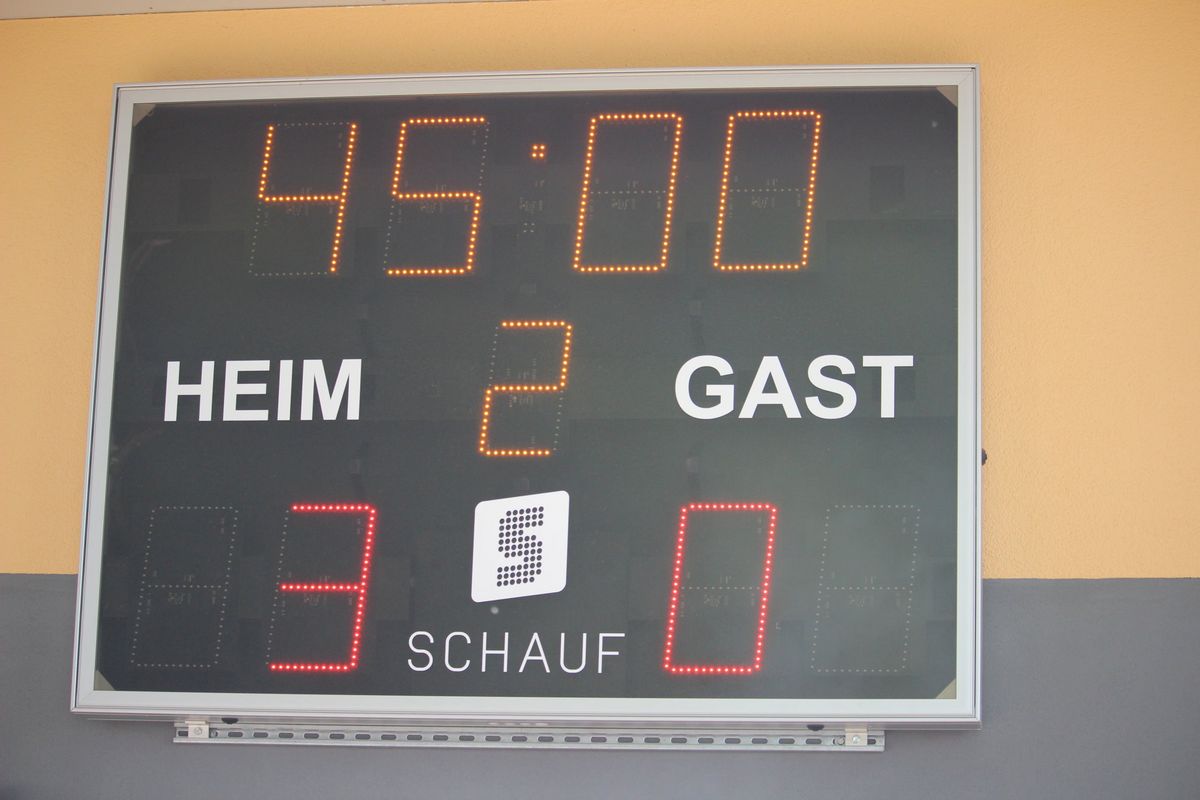 45:00
HEIM 2 GAST
3 S 0
SCHAUF